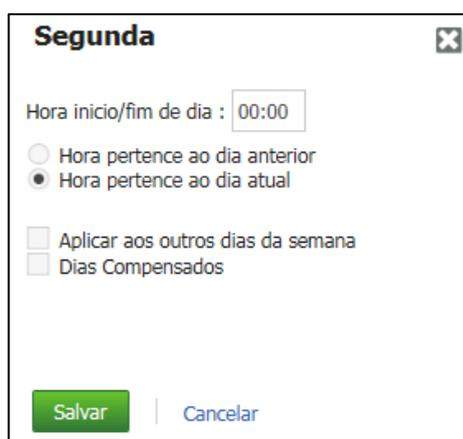 Segunda
Hora inicio/fim de dia : 00:00
Hora pertence ao dia anterior
Hora pertence ao dia atual
Aplicar aos outros dias da semana
Dias Compensados
Salvar Cancelar